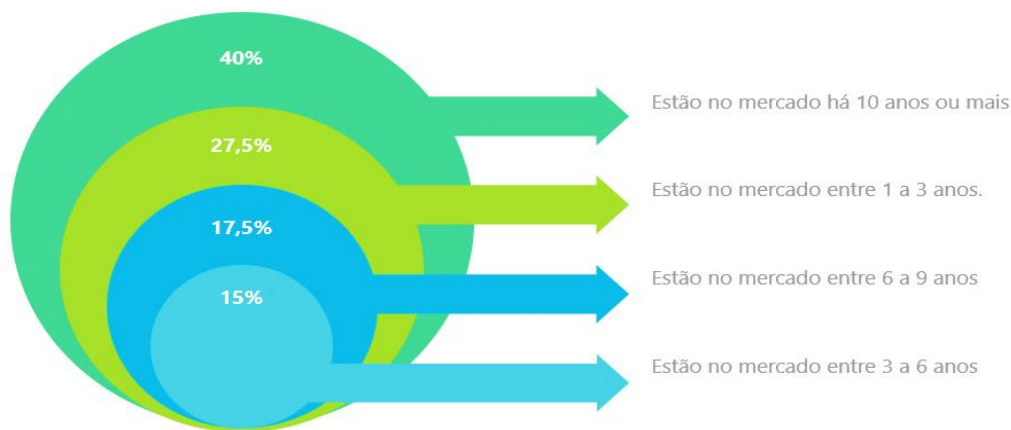 40%
Estão no mercado há 10 anos ou mais
27,5%
Estão no mercado entre 1 a 3 anos.
17,5%
Estão no mercado entre 6 a 9 anos
15%
Estão no mercado entre 3 a 6 anos